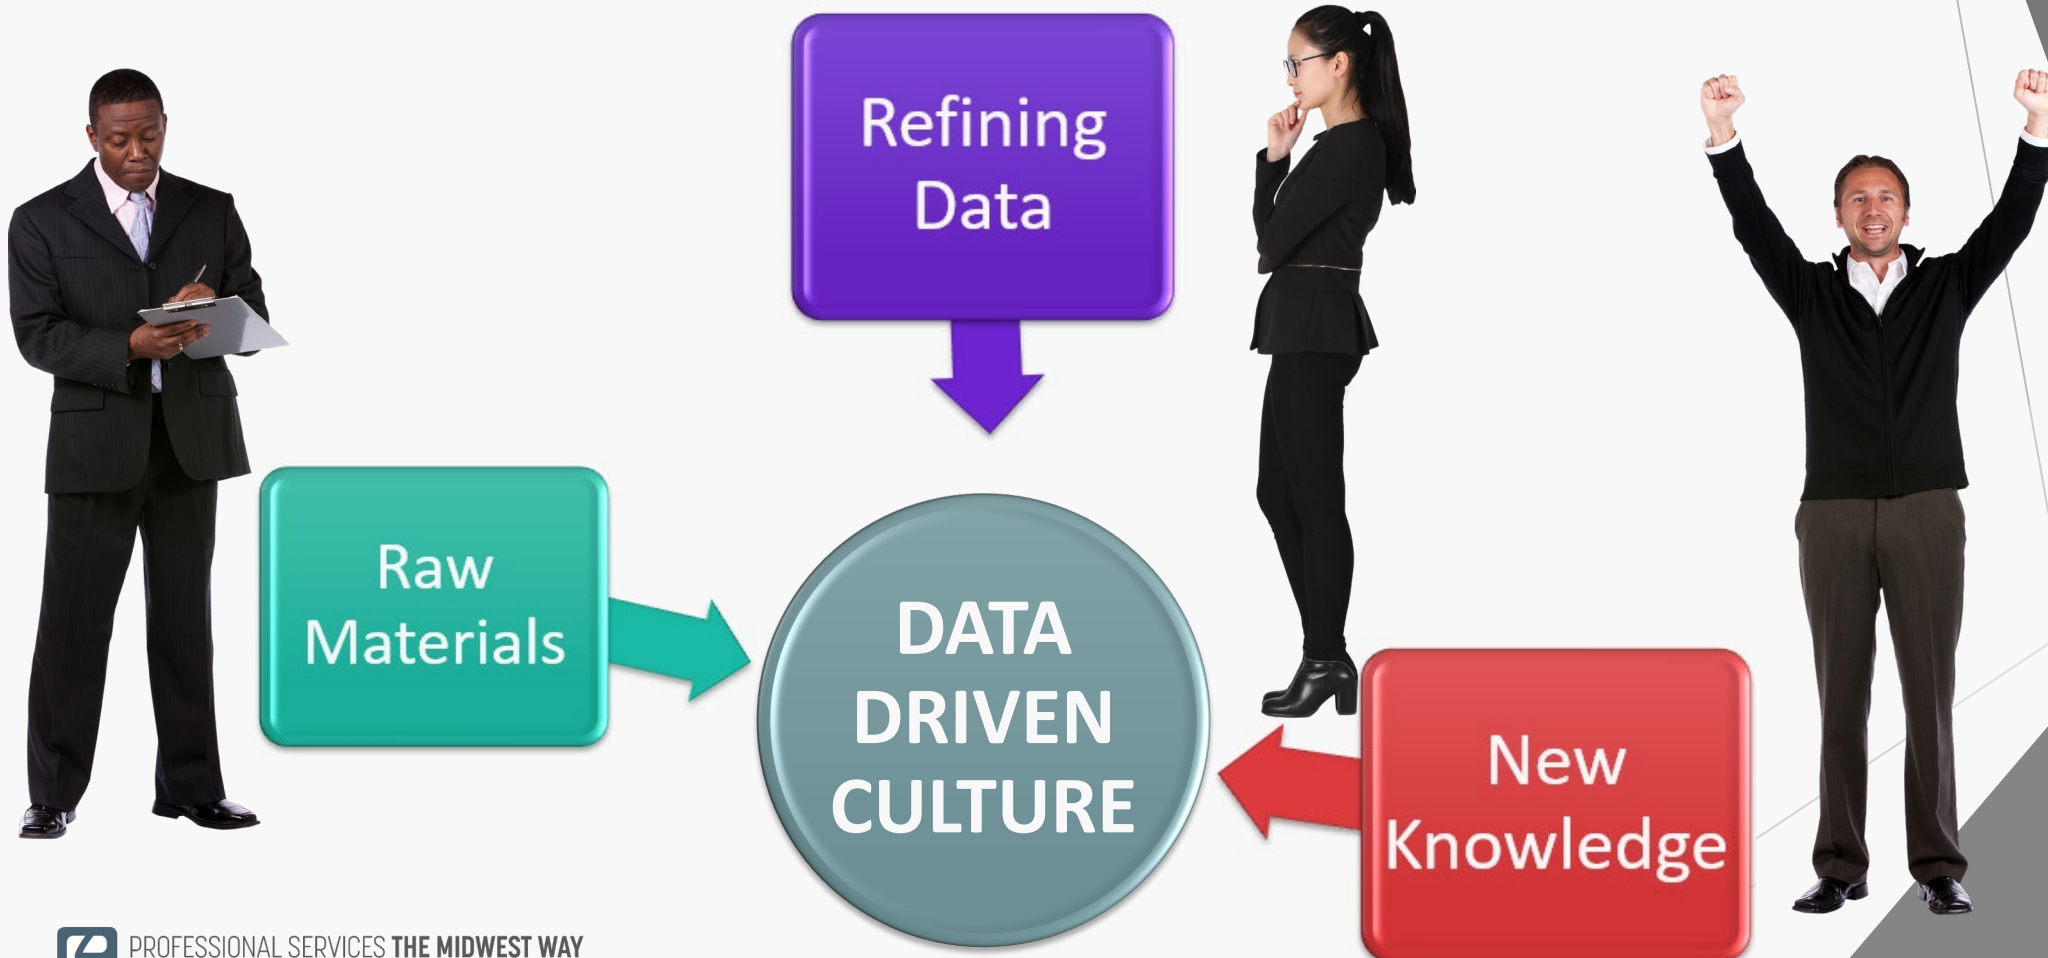 Refining
Data
Raw
Materials
DATA
DRIVEN
CULTURE
New
Knowledge
PROFESSIONAL SERVICES THE MIDWEST WAY